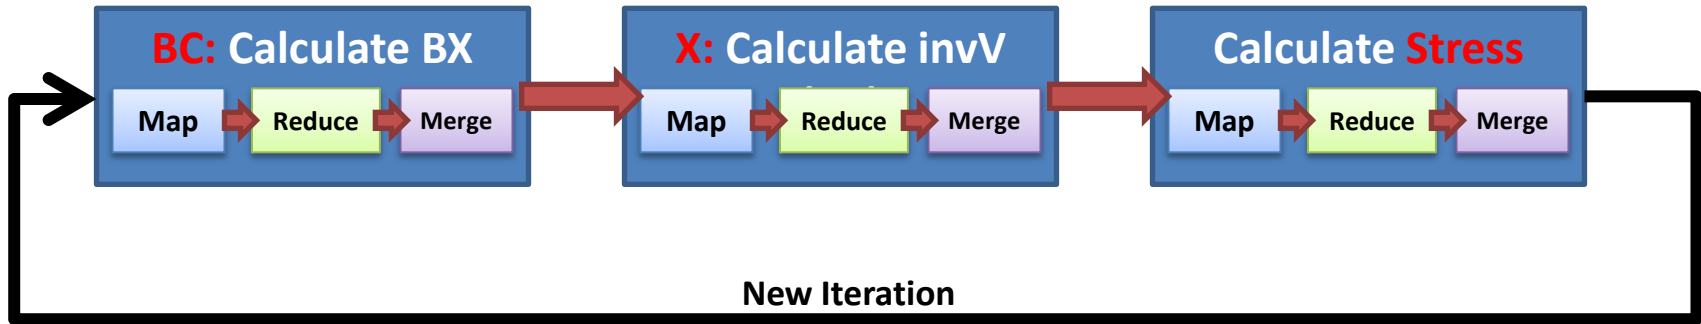 BC: Calculate BX
Map
Reduce
Merge
X: Calculate invV
Map
Reduce
Merge
Calculate Stress
Map
Reduce
Merge
New Iteration